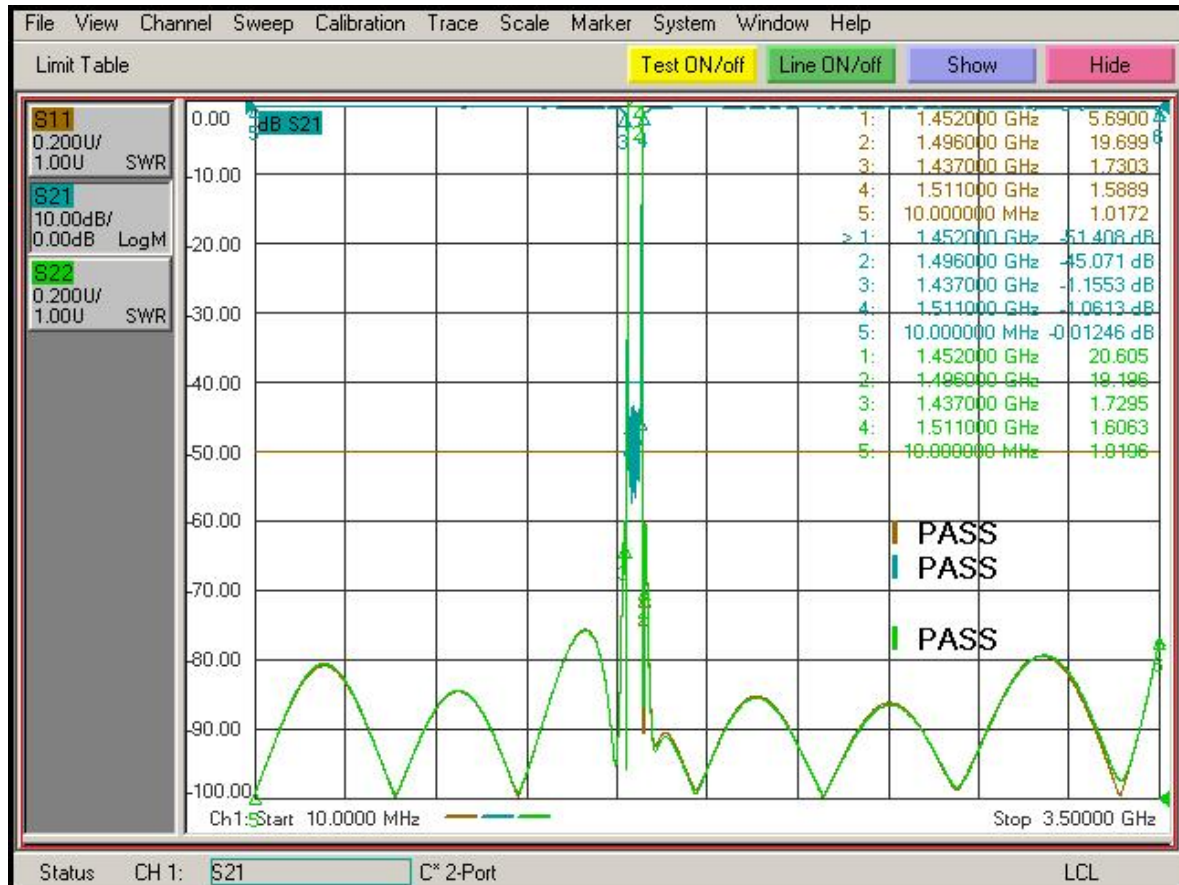 File View Channel Sweep Calibration Trace Scale Marker System Window Help
Limit Table Test ON/off Line ON/off Show Hide
S11
0.200U/
1.00U SWR
S21
10.00dB/
0.00dB LogM
S22
0.200U/
1.00U SWR
dB S21
0.00
-10.00
-20.00
-30.00
-40.00
-50.00
-60.00
-70.00
-80.00
-90.00
-100.00
1: 1.452000 GHz 5.6900
2: 1.496000 GHz 19.699
3: 1.437000 GHz 1.7303
4: 1.511000 GHz 1.5889
5: 10.000000 MHz 1.0172
> 1: 1.452000 GHz -51.408 dB
2: 1.496000 GHz -45.071 dB
3: 1.437000 GHz -1.1553 dB
4: 1.511000 GHz -1.0613 dB
5: 10.000000 MHz -0.01246 dB
1: 1.452000 GHz 20.605
2: 1.496000 GHz 19.196
3: 1.437000 GHz 1.7295
4: 1.511000 GHz 1.6063
5: 10.000000 MHz 1.0196
PASS
PASS
PASS
Ch1: Start 10.0000 MHz Stop 3.50000 GHz
Status CH 1: S21 C* 2-Port LCL